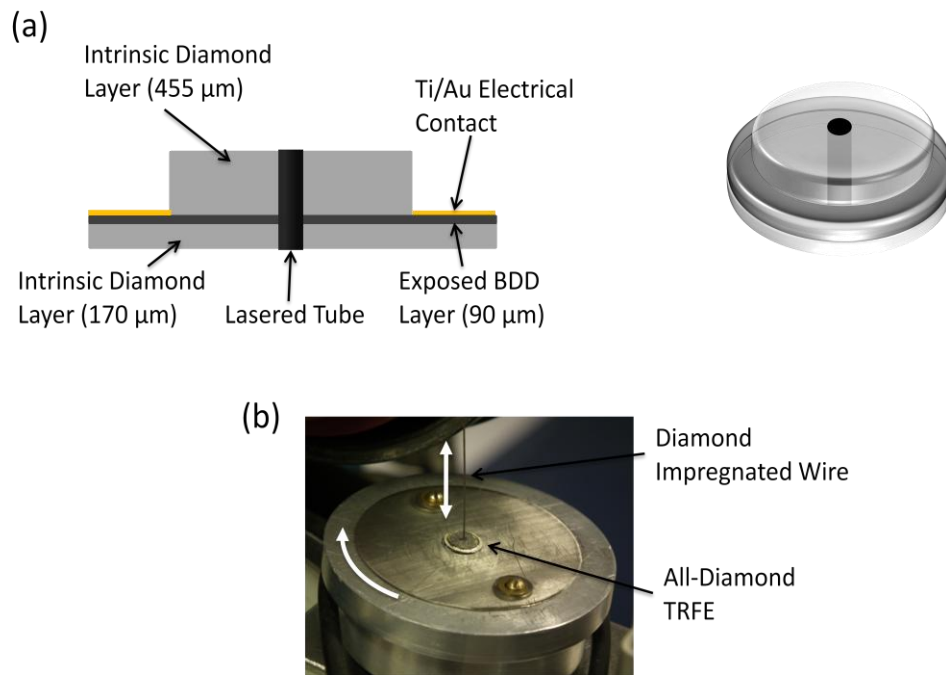 (a)
Intrinsic Diamond
Layer (455 μm)
Ti/Au Electrical
Contact
Intrinsic Diamond
Layer (170 μm)
Lasered Tube
Exposed BDD
Layer (90 μm)
(b)
Diamond
Impregnated Wire
All-Diamond
TRFE